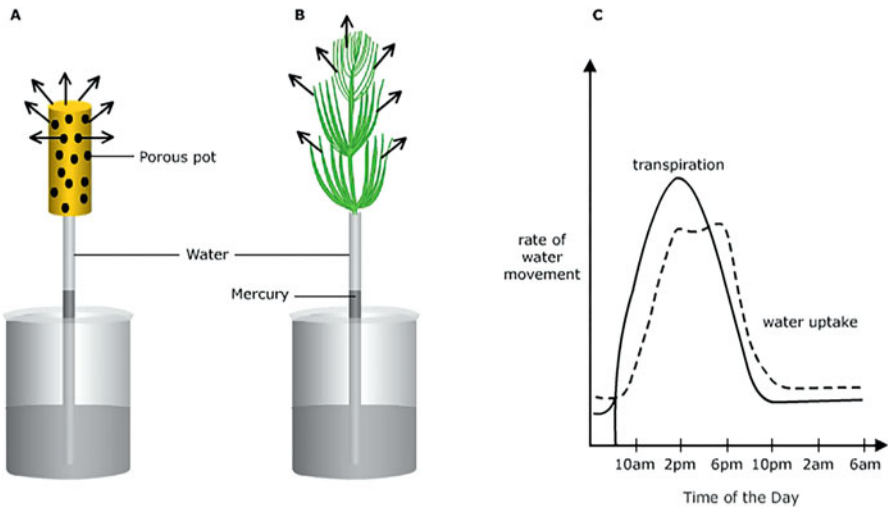 A
B
C
Porous pot
Water
Mercury
transpiration
rate of
water
movement
water uptake
10am 2pm 6pm 10pm 2am 6am
Time of the Day